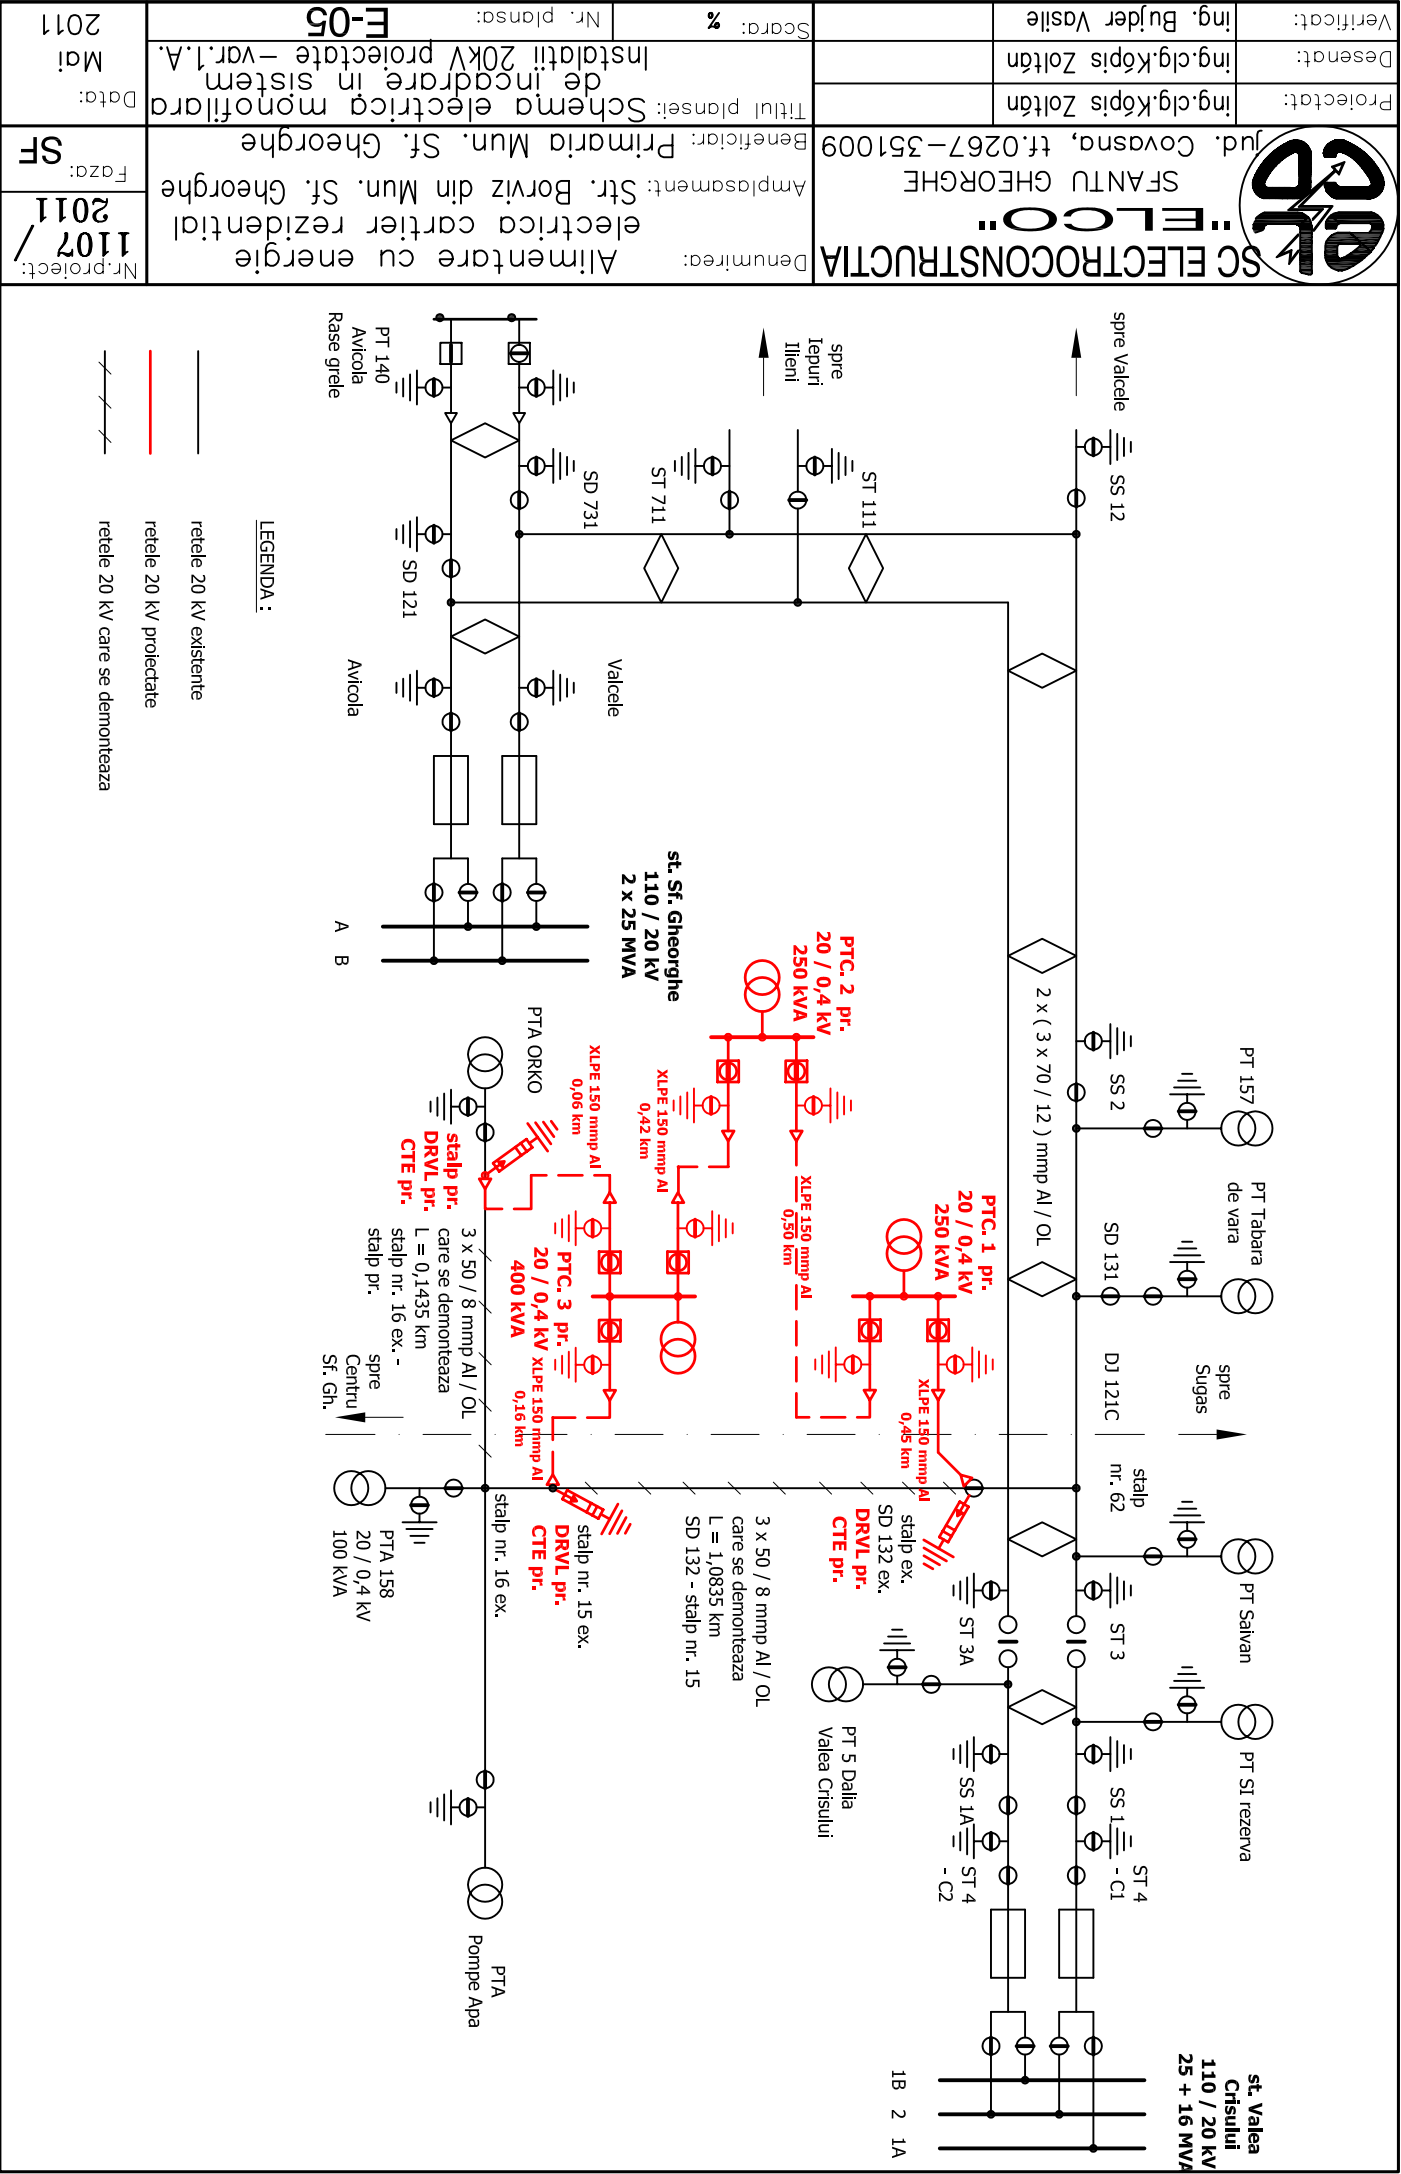 Verificat:
ing. Bujder Vasile
Desenat:
ing.clg.Kópis Zoltán
Proiectat:
ing.clg.Kópis Zoltán
SC ELECTROCONSTRUCTIA
"ELCO"
SFANTU GHEORGHE
jud. Covasna, tf.0267-351009
Denumirea:
Alimentare cu energie
electrica cartier rezidential
Amplasament:
Str. Borviz din Mun. Sf. Gheorghe
Beneficiar:
Primaria Mun. Sf. Gheorghe
Titlul plansei:
Schema electrica monofilara
de incadrare in sistem
Instalatii 20kV proiectate -var.1.A.
Scara:
%
Nr. plansa:
E-05
Nr.proiect:
1107 /
2011
Faza:
SF
Data:
Mai
2011
spre Valcele
SS 12
spre
Iepuri
Ilieni
ST 111
ST 711
SD 731
SD 121
PT 140
Avicola
Rase grele
Valcele
Avicola
st. Sf. Gheorghe
110 / 20 kV
2 x 25 MVA
A
B
LEGENDA :
retele 20 kV existente
retele 20 kV proiectate
retele 20 kV care se demonteaza
2 x ( 3 x 70 / 12 ) mmp Al / OL
SS 2
PT 157
PT Tabara
de vara
SD 131
DJ 121C
spre
Sugas
stalp
nr. 62
PT Saivan
ST 3
ST 3A
PT SI rezerva
SS 1
SS 1A
ST 4
- C1
ST 4
- C2
PT 5 Dalia
Valea Crisului
st. Valea
Crisului
110 / 20 kV
25 + 16 MVA
1B
2
1A
PTC. 2 pr.
20 / 0,4 kV
250 kVA
PTC. 1 pr.
20 / 0,4 kV
250 kVA
PTC. 3 pr.
20 / 0,4 kV
400 kVA
XLPE 150 mmp Al
0,06 km
XLPE 150 mmp Al
0,42 km
XLPE 150 mmp Al
0,50 km
XLPE 150 mmp Al
0,45 km
XLPE 150 mmp Al
0,16 km
PTA ORKO
stalp pr.
DRVL pr.
CTE pr.
3 x 50 / 8 mmp Al / OL
care se demonteaza
L = 0,1435 km
stalp nr. 16 ex. -
stalp pr.
spre
Centru
Sf. Gh.
stalp nr. 16 ex.
PTA 158
20 / 0,4 kV
100 kVA
stalp nr. 15 ex.
DRVL pr.
CTE pr.
stalp ex.
SD 132 ex.
DRVL pr.
CTE pr.
3 x 50 / 8 mmp Al / OL
care se demonteaza
L = 1,0835 km
SD 132 - stalp nr. 15
PTA
Pompe Apa